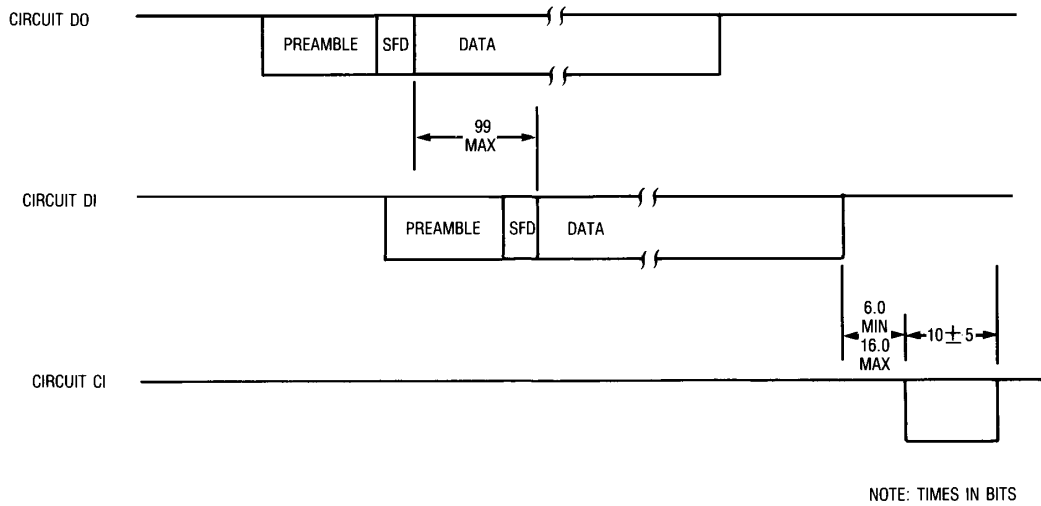 CIRCUIT DO
PREAMBLE SFD DATA
99
MAX
CIRCUIT DI
PREAMBLE SFD DATA
6.0
MIN
16.0
MAX
10±5
CIRCUIT CI
NOTE: TIMES IN BITS